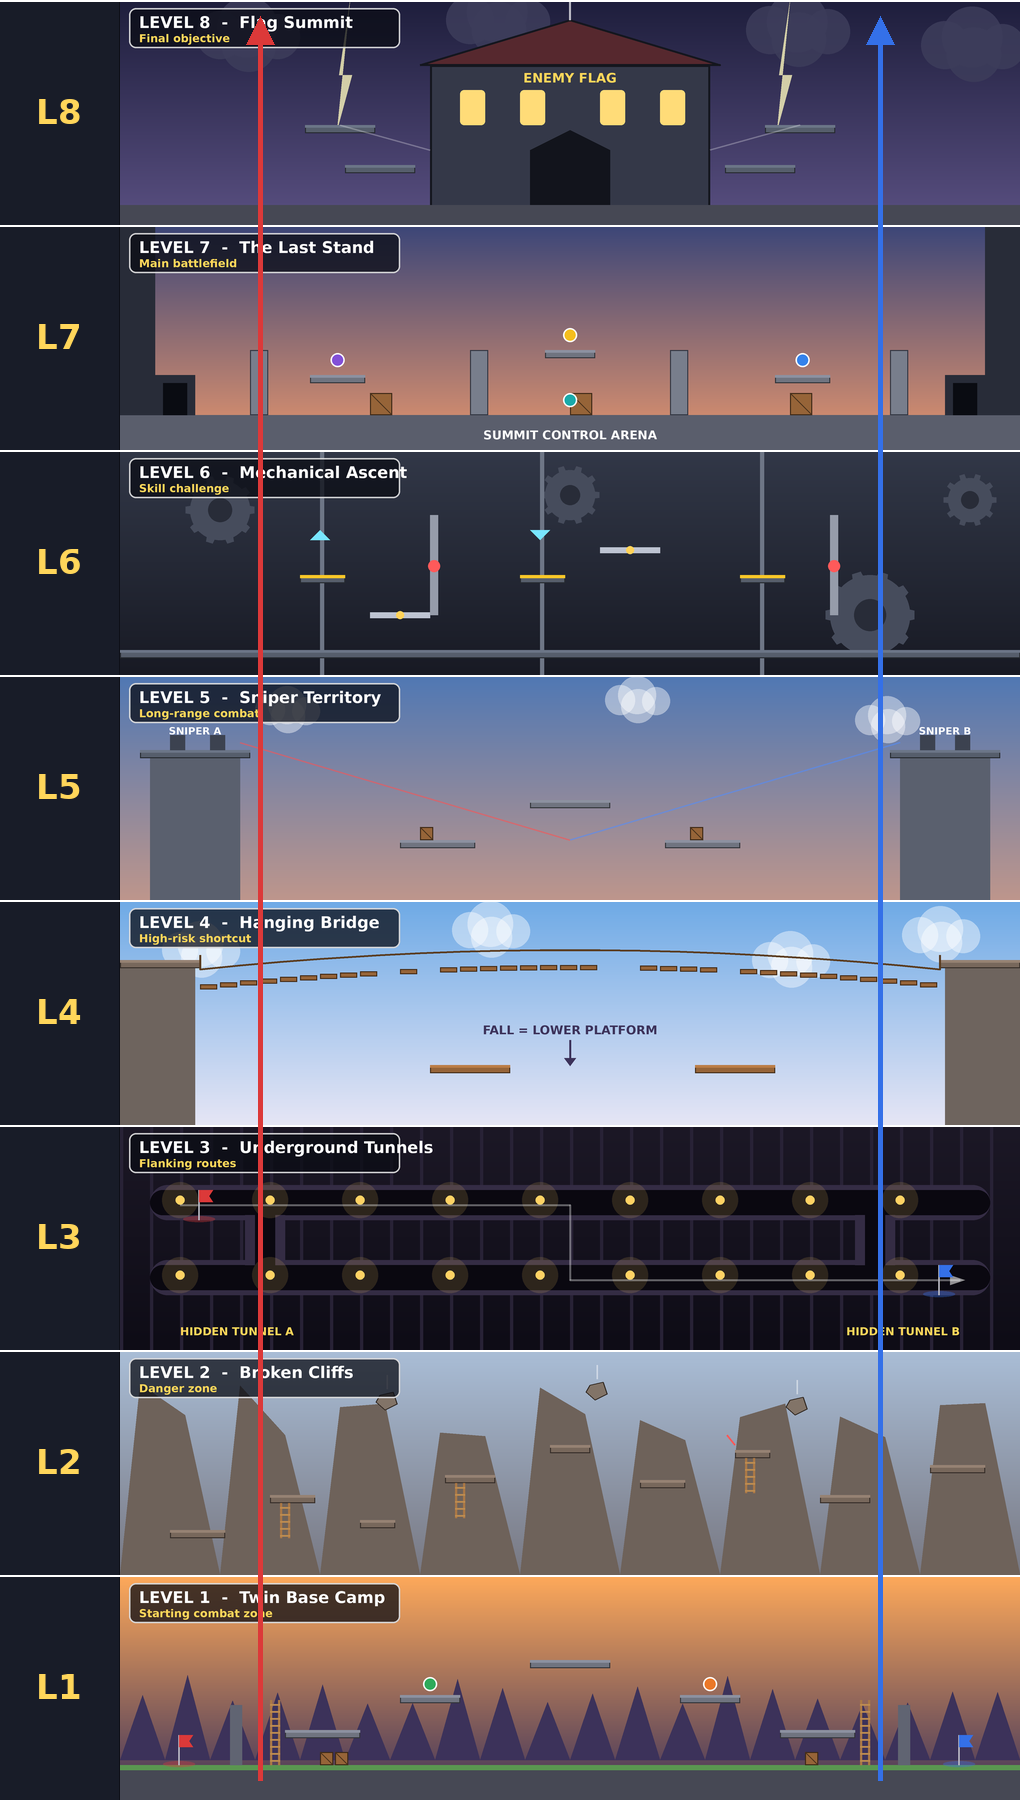 L8
LEVEL 8 - Flag Summit
Final objective
ENEMY FLAG
L7
LEVEL 7 - The Last Stand
Main battlefield
SUMMIT CONTROL ARENA
L6
LEVEL 6 - Mechanical Ascent
Skill challenge
L5
LEVEL 5 - Sniper Territory
Long-range combat
SNIPER A
SNIPER B
L4
LEVEL 4 - Hanging Bridge
High-risk shortcut
FALL = LOWER PLATFORM
L3
LEVEL 3 - Underground Tunnels
Flanking routes
HIDDEN TUNNEL A
HIDDEN TUNNEL B
L2
LEVEL 2 - Broken Cliffs
Danger zone
L1
LEVEL 1 - Twin Base Camp
Starting combat zone